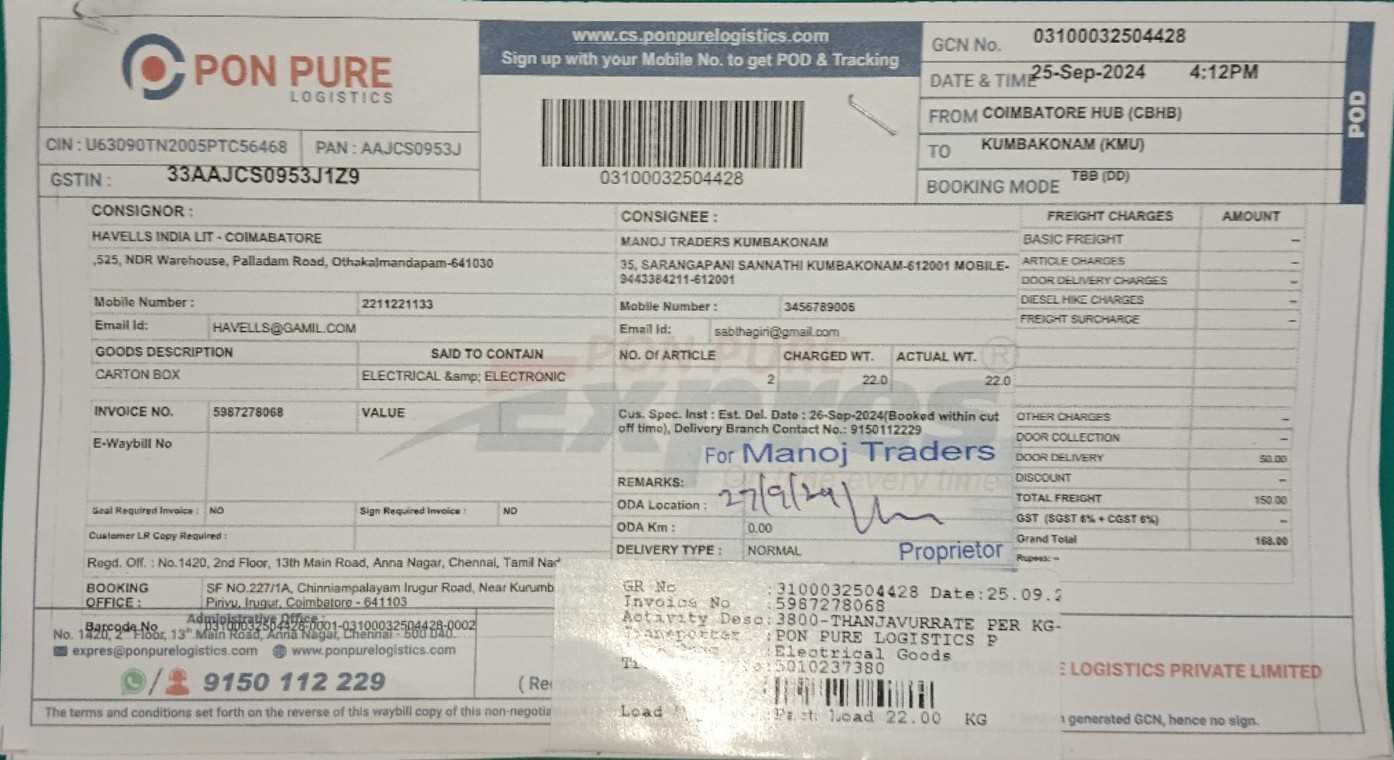 PON PURE
LOGISTICS
www.cs.ponpurelogistics.com
Sign up with your Mobile No. to get POD & Tracking
03100032504428
GCN No. 03100032504428
DATE & TIME 25-Sep-2024 4:12PM
FROM COIMBATORE HUB (CBHB)
TO KUMBAKONAM (KMU)
BOOKING MODE TBB (DD)
POD
CIN : U63090TN2005PTC56468 PAN : AAJCS0953J
GSTIN : 33AAJCS0953J1Z9
CONSIGNOR :
HAVELLS INDIA LIT - COIMABATORE
,525, NDR Warehouse, Palladam Road, Othakalmandapam-641030
Mobile Number : 2211221133
Email Id: HAVELLS@GAMIL.COM
GOODS DESCRIPTION SAID TO CONTAIN
CARTON BOX ELECTRICAL &amp; ELECTRONIC
INVOICE NO. 5987278068 VALUE
E-Waybill No
Seal Required Invoice : NO Sign Required Invoice : NO
Customer LR Copy Required :
CONSIGNEE :
MANOJ TRADERS KUMBAKONAM
35, SARANGAPANI SANNATHI KUMBAKONAM-612001 MOBILE-
9443384211-612001
Mobile Number : 3456789006
Email Id: sabthagiri@gmail.com
NO. Of ARTICLE CHARGED WT. ACTUAL WT.
2 22.0 22.0
PON PURE
Expres
®
On time every time
Cus. Spec. Inst : Est. Del. Date : 26-Sep-2024(Booked within cut
off time), Delivery Branch Contact No.: 9150112229
For Manoj Traders
REMARKS:
27/9/24
ODA Location :
ODA Km : 0.00
DELIVERY TYPE : NORMAL
Proprietor
FREIGHT CHARGES AMOUNT
BASIC FREIGHT –
ARTICLE CHARGES –
DOOR DELIVERY CHARGES –
DIESEL HIKE CHARGES –
FREIGHT SURCHARGE –
OTHER CHARGES –
DOOR COLLECTION –
DOOR DELIVERY 50.00
DISCOUNT –
TOTAL FREIGHT 150.00
GST (SGST 6% + CGST 6%) –
Grand Total 168.00
Rupees: --
Regd. Off. : No.1420, 2nd Floor, 13th Main Road, Anna Nagar, Chennai, Tamil Nad
BOOKING OFFICE : SF NO.227/1A, Chinniampalayam Irugur Road, Near Kurumb
Pirivu, Irugur, Coimbatore - 641103
Administrative Office :
Barcode No 03100032504428-0001-03100032504428-0002
No. 1420, 2nd Floor, 13th Main Road, Anna Nagar, Chennai - 600 040.
expres@ponpurelogistics.com www.ponpurelogistics.com
9150 112 229
The terms and conditions set forth on the reverse of this waybill copy of this non-negotia
GR No :3100032504428 Date:25.09.2
Invoice No :5987278068
Activity Desc:3800-THANJAVURRATE PER KG-
Transporter :PON PURE LOGISTICS P
:Electrical Goods
:5010237380
Load :Part Load 22.00 KG
E LOGISTICS PRIVATE LIMITED
generated GCN, hence no sign.